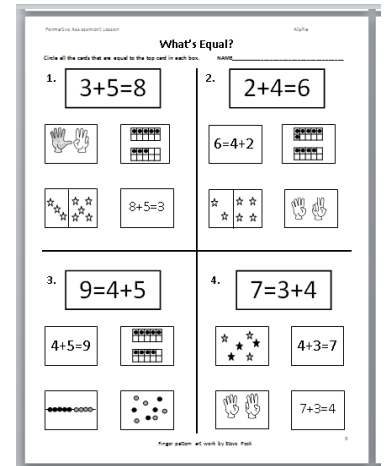 Formative Assessment Lesson Alpha
What's Equal?
Circle all the cards that are equal to the top card in each box. NAME
1. 3+5=8
2. 2+4=6
6=4+2
8+5=3
3. 9=4+5
4. 7=3+4
4+5=9
4+3=7
7+3=4
Finger pattern art work by Steve Pash